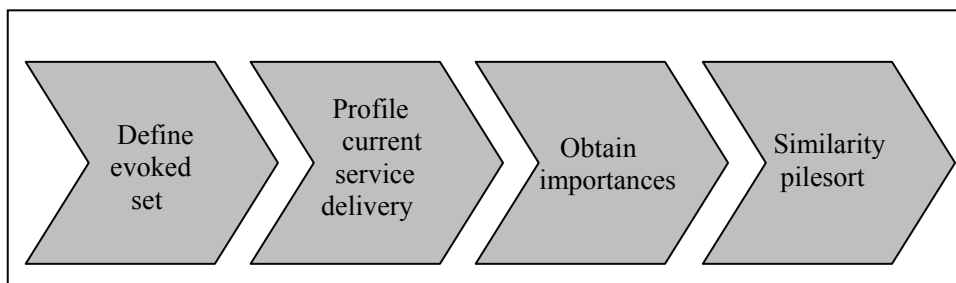 Define
evoked
set
Profile
current
service
delivery
Obtain
importances
Similarity
pilesort